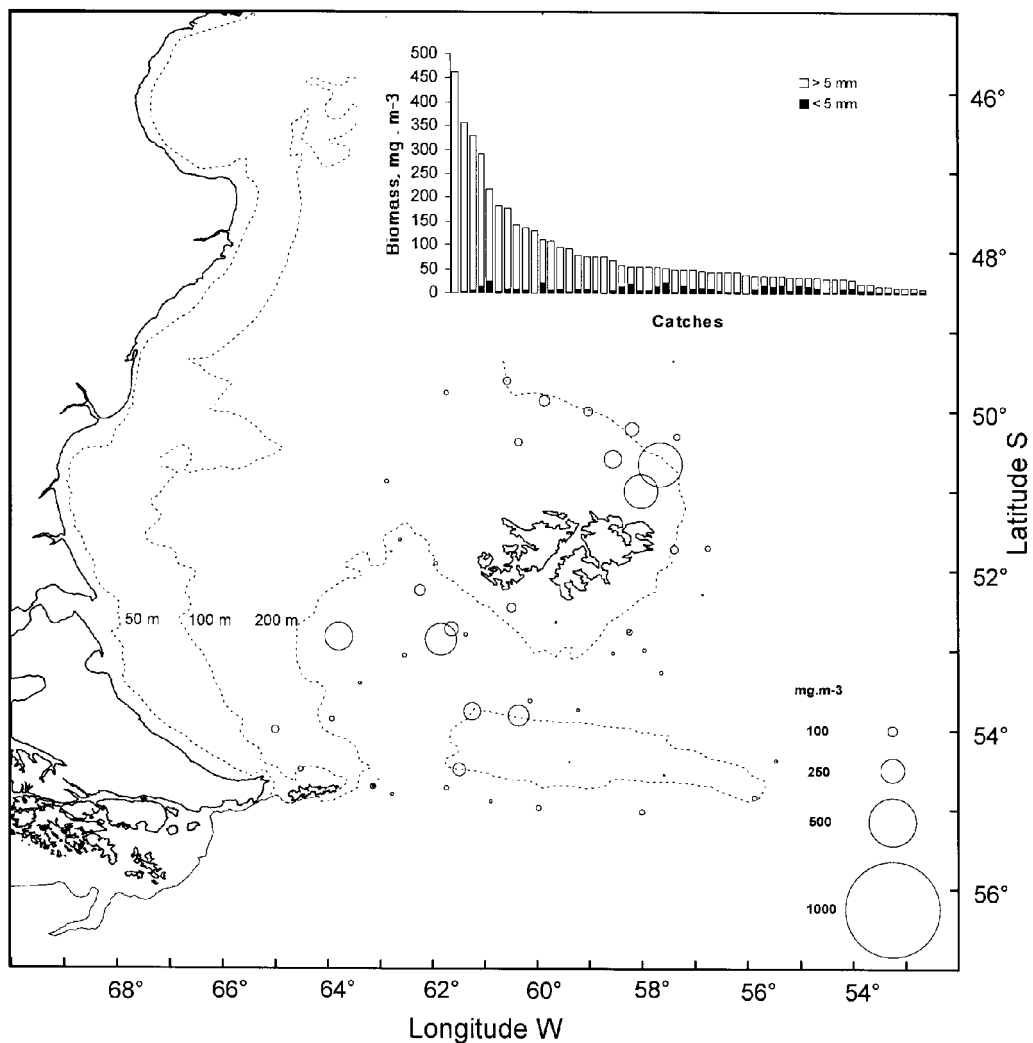 500
450
400
350
300
250
200
150
100
50
0
Biomass, mg . m-3
> 5 mm
< 5 mm
Catches
46°
48°
50°
52°
54°
56°
Latitude S
50 m 100 m 200 m
mg.m-3
100
250
500
1000
68° 66° 64° 62° 60° 58° 56° 54°
Longitude W